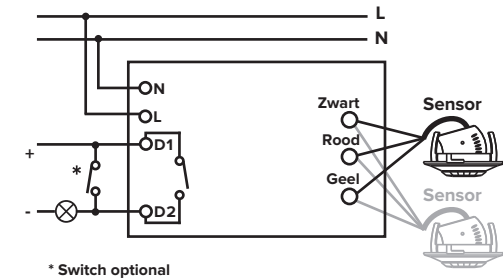 L
N
N
L
D1
D2
+
*
-
Zwart
Rood
Geel
Sensor
Sensor
* Switch optional